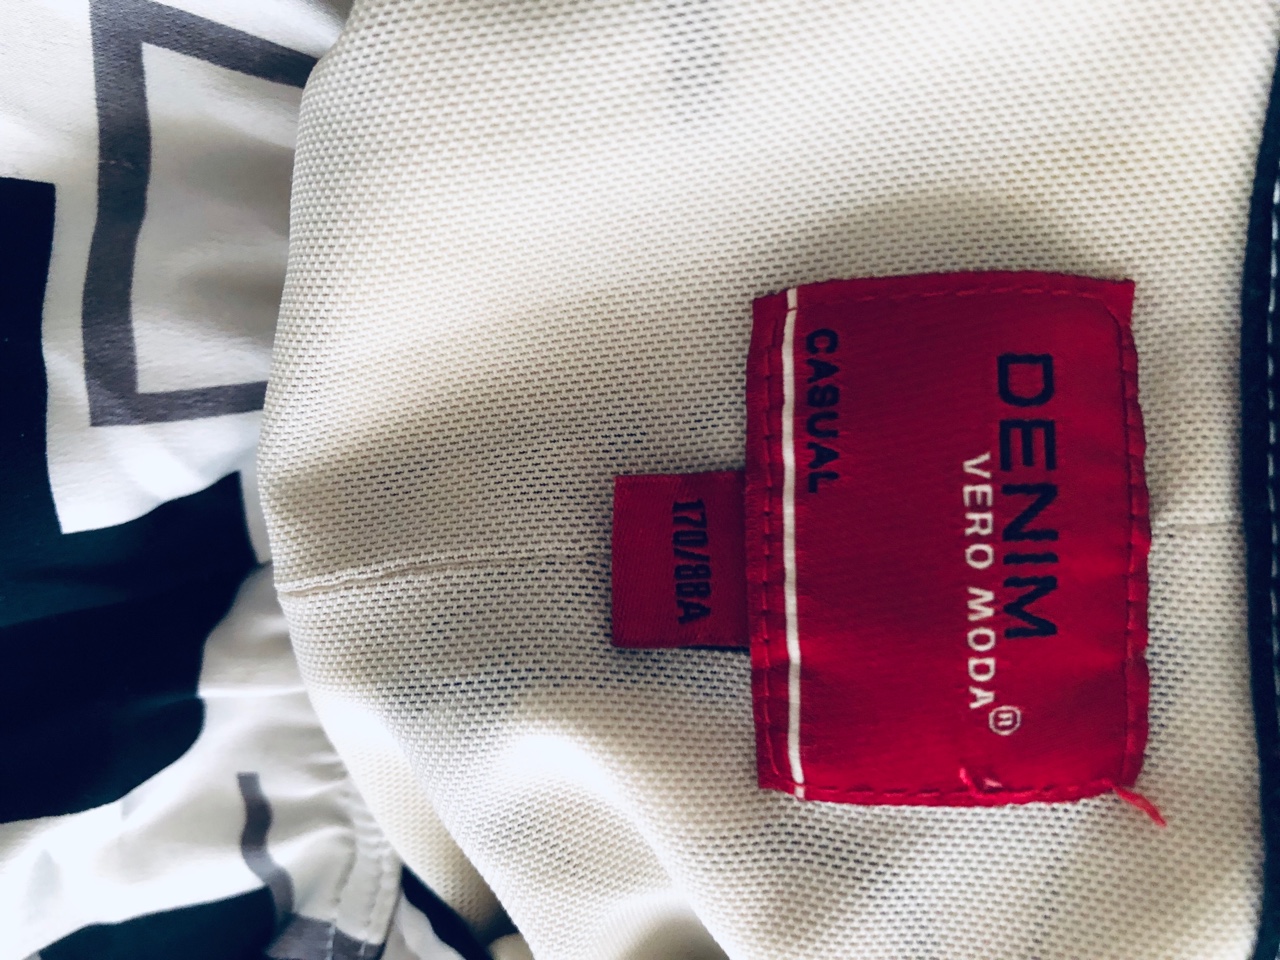 DENIM
VERO MODA®
CASUAL
170/88A